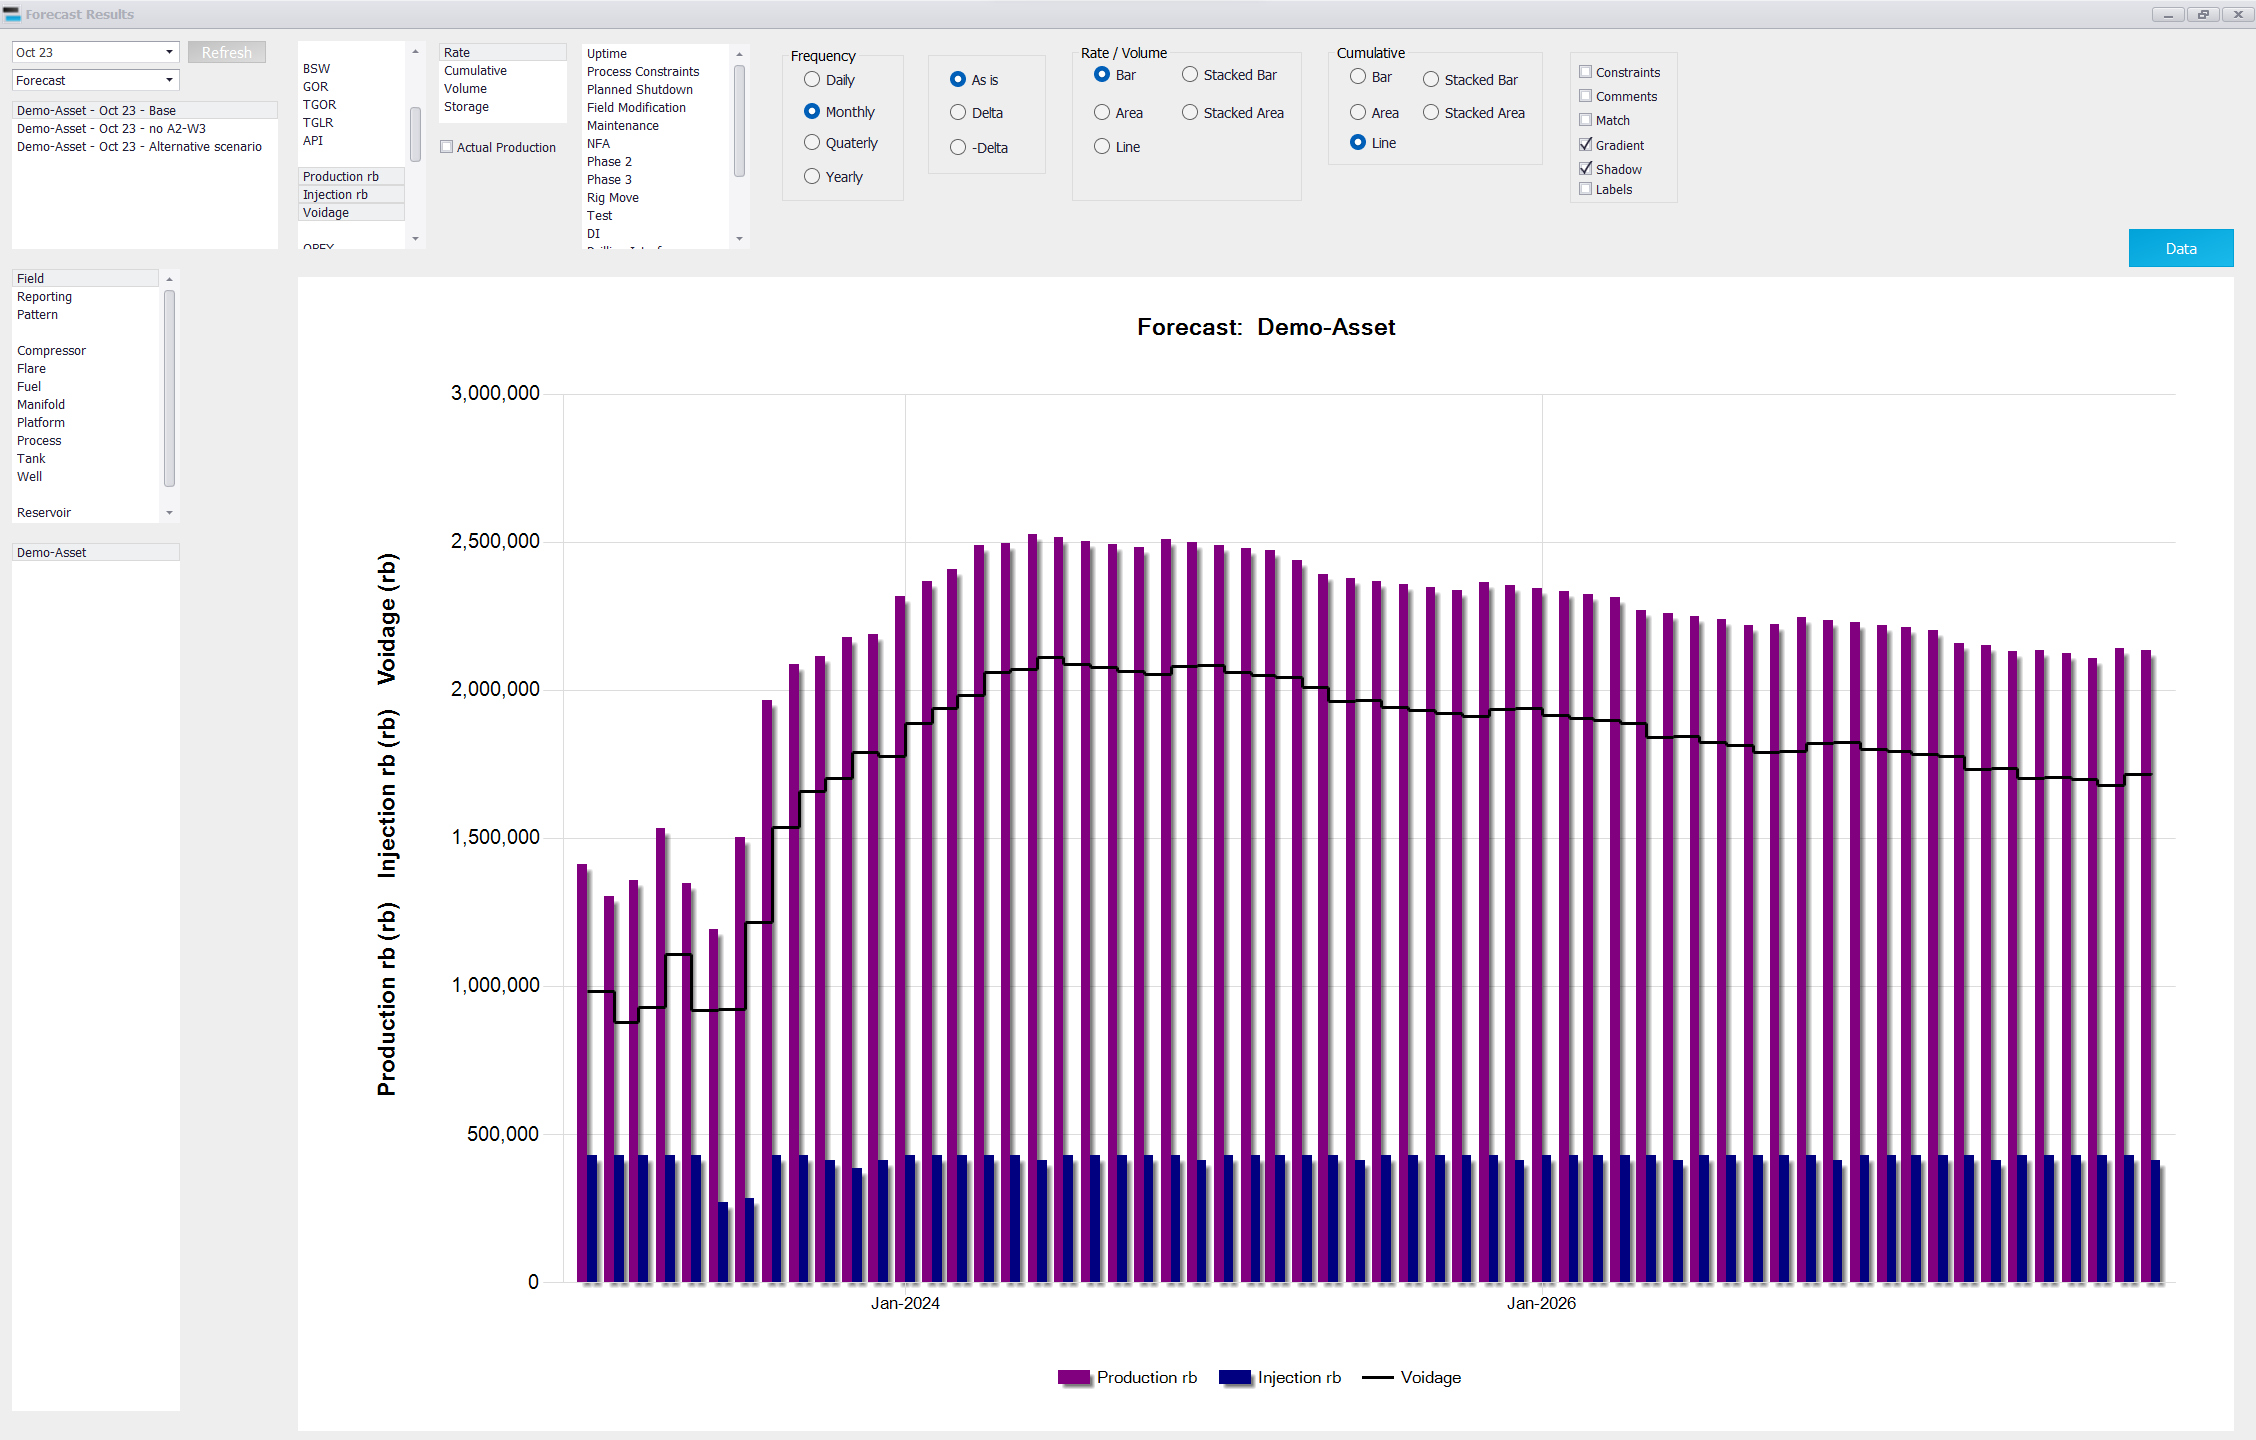 Forecast Results
Oct 23
Refresh
Forecast
Demo-Asset - Oct 23 - Base
Demo-Asset - Oct 23 - no A2-W3
Demo-Asset - Oct 23 - Alternative scenario
BSW
GOR
TGOR
TGLR
API
Production rb
Injection rb
Voidage
OPEX
Rate
Cumulative
Volume
Storage
Actual Production
Uptime
Process Constraints
Planned Shutdown
Field Modification
Maintenance
NFA
Phase 2
Phase 3
Rig Move
Test
DI
Frequency
Daily
Monthly
Quaterly
Yearly
As is
Delta
-Delta
Rate / Volume
Bar
Stacked Bar
Area
Stacked Area
Line
Cumulative
Bar
Stacked Bar
Area
Stacked Area
Line
Constraints
Comments
Match
Gradient
Shadow
Labels
Data
Field
Reporting
Pattern
Compressor
Flare
Fuel
Manifold
Platform
Process
Tank
Well
Reservoir
Demo-Asset
Forecast: Demo-Asset
Production rb (rb) Injection rb (rb) Voidage (rb)
3,000,000
2,500,000
2,000,000
1,500,000
1,000,000
500,000
0
Jan-2024
Jan-2026
Production rb
Injection rb
Voidage